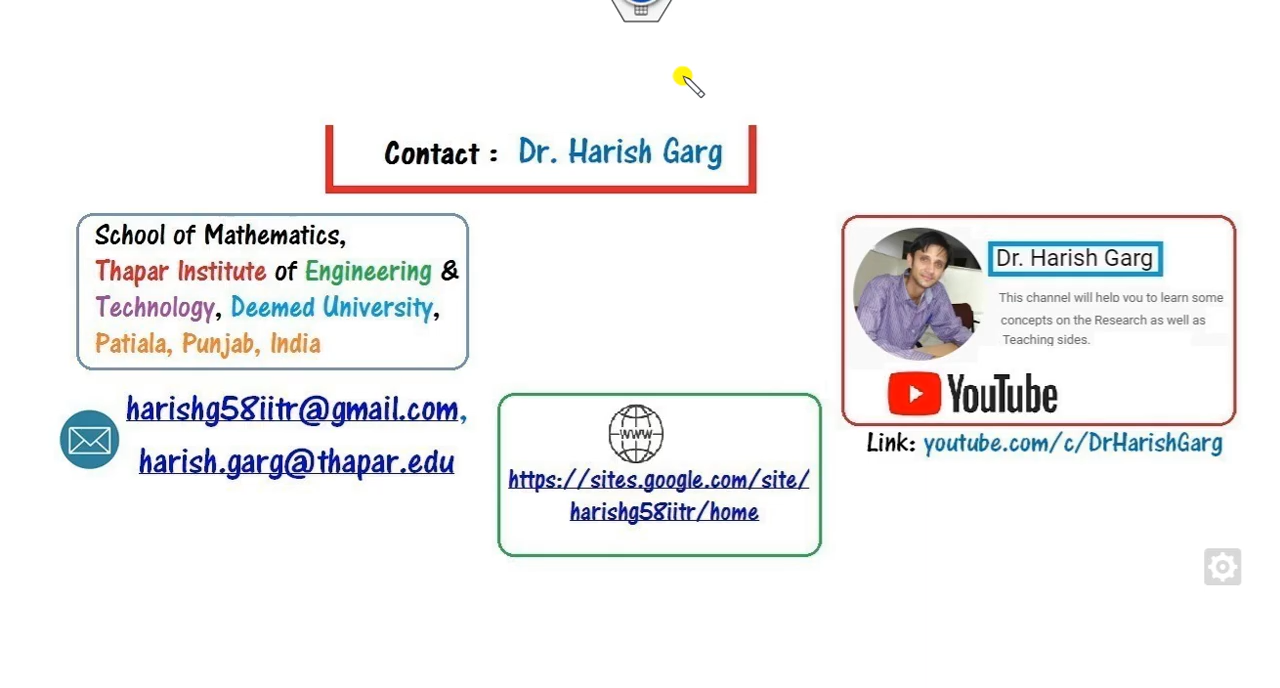 Contact : Dr. Harish Garg
School of Mathematics,
Thapar Institute of Engineering &
Technology, Deemed University,
Patiala, Punjab, India
harishg58iitr@gmail.com,
harish.garg@thapar.edu
WWW
https://sites.google.com/site/
harishg58iitr/home
Dr. Harish Garg
This channel will help you to learn some
concepts on the Research as well as
Teaching sides.
YouTube
Link: youtube.com/c/DrHarishGarg